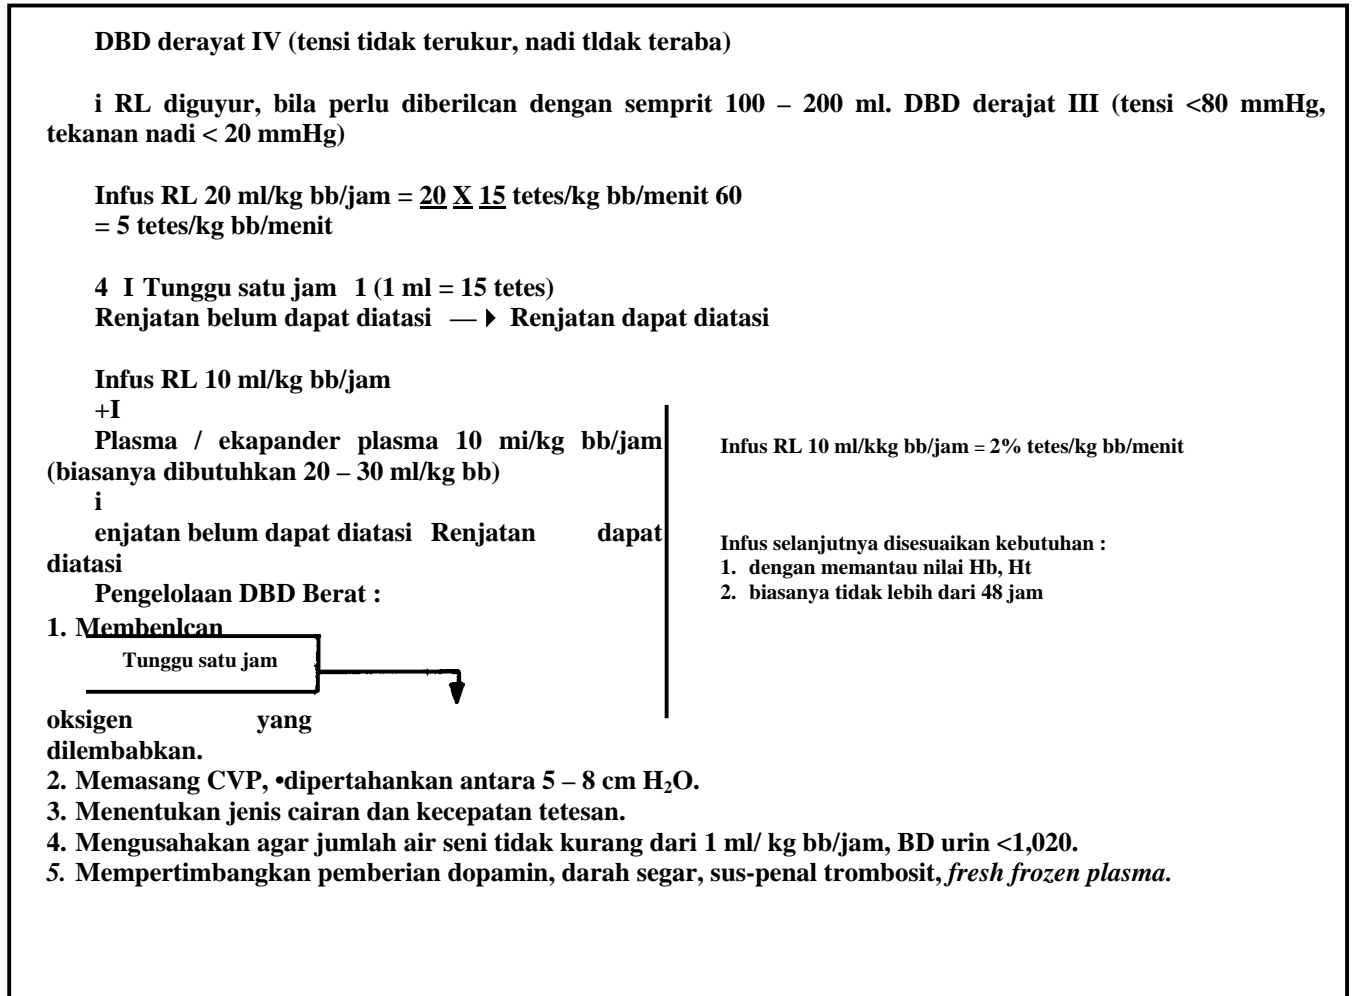 DBD derayat IV (tensi tidak terukur, nadi tldak teraba)
i RL diguyur, bila perlu diberilcan dengan semprit 100 – 200 ml. DBD derajat III (tensi <80 mmHg,
tekanan nadi < 20 mmHg)
Infus RL 20 ml/kg bb/jam = 20 X 15 tetes/kg bb/menit 60
= 5 tetes/kg bb/menit
4 I Tunggu satu jam 1 (1 ml = 15 tetes)
Renjatan belum dapat diatasi — Renjatan dapat diatasi
Infus RL 10 ml/kg bb/jam
+I
Plasma / ekapander plasma 10 mi/kg bb/jam
(biasanya dibutuhkan 20 – 30 ml/kg bb)
i
enjatan belum dapat diatasi Renjatan dapat
diatasi
Pengelolaan DBD Berat :
1. Membenlcan
Tunggu satu jam
oksigen yang
dilembabkan.
Infus RL 10 ml/kkg bb/jam = 2% tetes/kg bb/menit
Infus selanjutnya disesuaikan kebutuhan :
1. dengan memantau nilai Hb, Ht
2. biasanya tidak lebih dari 48 jam
2. Memasang CVP, •dipertahankan antara 5 – 8 cm H₂O.
3. Menentukan jenis cairan dan kecepatan tetesan.
4. Mengusahakan agar jumlah air seni tidak kurang dari 1 ml/ kg bb/jam, BD urin <1,020.
5. Mempertimbangkan pemberian dopamin, darah segar, sus-penal trombosit, fresh frozen plasma.